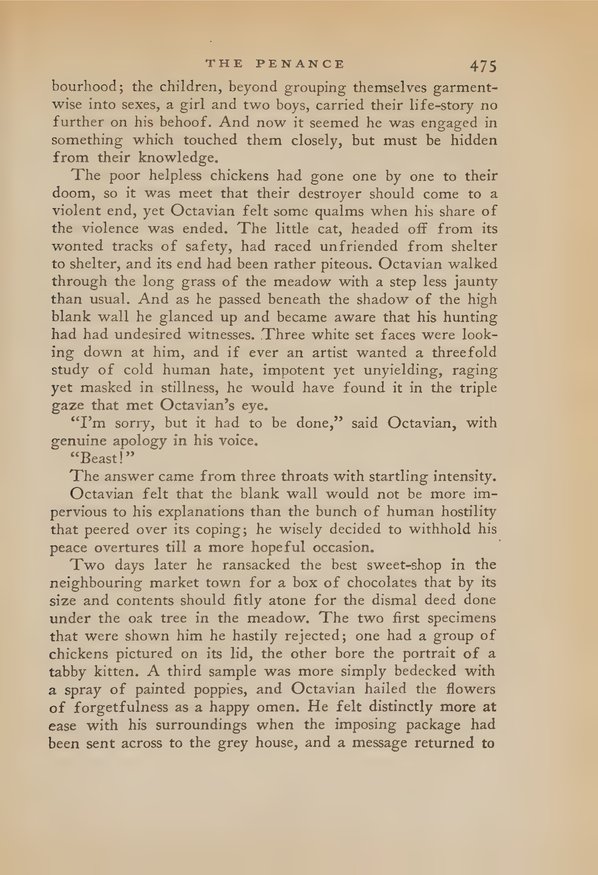 THE PENANCE 475
bourhood; the children, beyond grouping themselves garment-
wise into sexes, a girl and two boys, carried their life-story no
further on his behoof. And now it seemed he was engaged in
something which touched them closely, but must be hidden
from their knowledge.
The poor helpless chickens had gone one by one to their
doom, so it was meet that their destroyer should come to a
violent end, yet Octavian felt some qualms when his share of
the violence was ended. The little cat, headed off from its
wonted tracks of safety, had raced unfriended from shelter
to shelter, and its end had been rather piteous. Octavian walked
through the long grass of the meadow with a step less jaunty
than usual. And as he passed beneath the shadow of the high
blank wall he glanced up and became aware that his hunting
had had undesired witnesses. Three white set faces were look-
ing down at him, and if ever an artist wanted a threefold
study of cold human hate, impotent yet unyielding, raging
yet masked in stillness, he would have found it in the triple
gaze that met Octavian's eye.
“I'm sorry, but it had to be done,” said Octavian, with
genuine apology in his voice.
“Beast!”
The answer came from three throats with startling intensity.
Octavian felt that the blank wall would not be more im-
pervious to his explanations than the bunch of human hostility
that peered over its coping; he wisely decided to withhold his
peace overtures till a more hopeful occasion.
Two days later he ransacked the best sweet-shop in the
neighbouring market town for a box of chocolates that by its
size and contents should fitly atone for the dismal deed done
under the oak tree in the meadow. The two first specimens
that were shown him he hastily rejected; one had a group of
chickens pictured on its lid, the other bore the portrait of a
tabby kitten. A third sample was more simply bedecked with
a spray of painted poppies, and Octavian hailed the flowers
of forgetfulness as a happy omen. He felt distinctly more at
ease with his surroundings when the imposing package had
been sent across to the grey house, and a message returned to